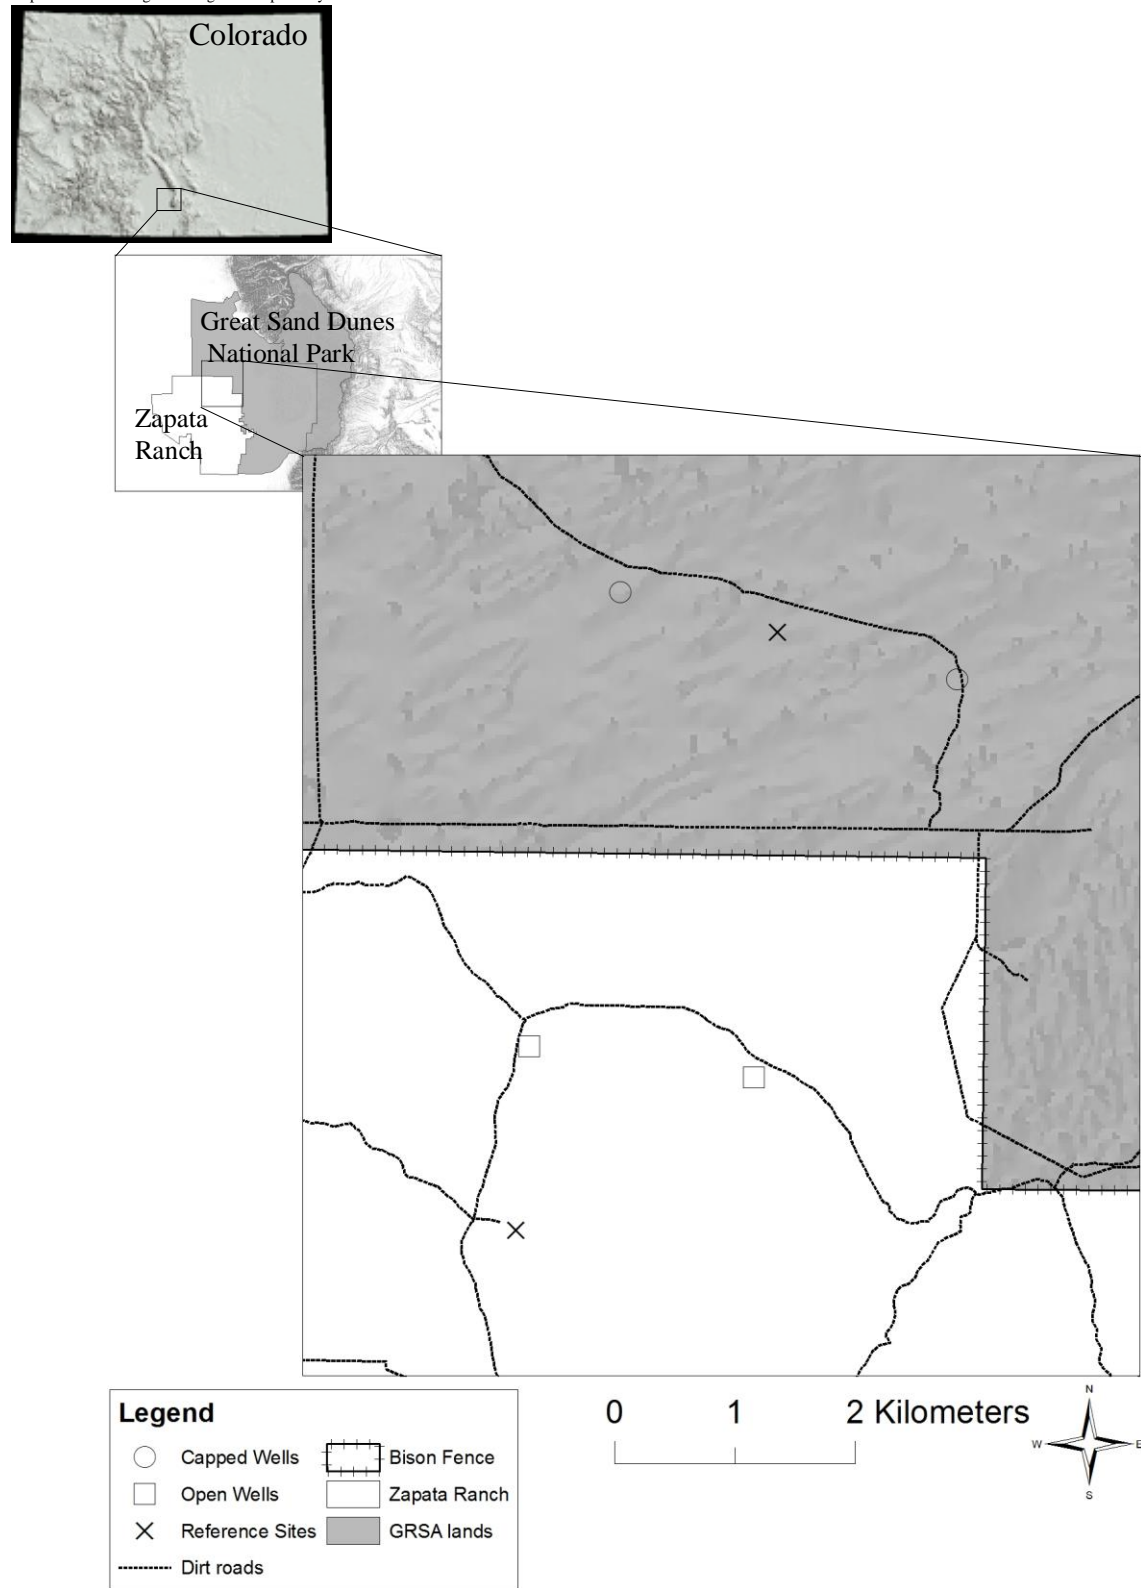 Colorado
Great Sand Dunes
National Park
Zapata
Ranch
Legend
Capped Wells
Open Wells
Reference Sites
Dirt roads
Bison Fence
Zapata Ranch
GRSA lands
0 1 2 Kilometers
N
W E
S